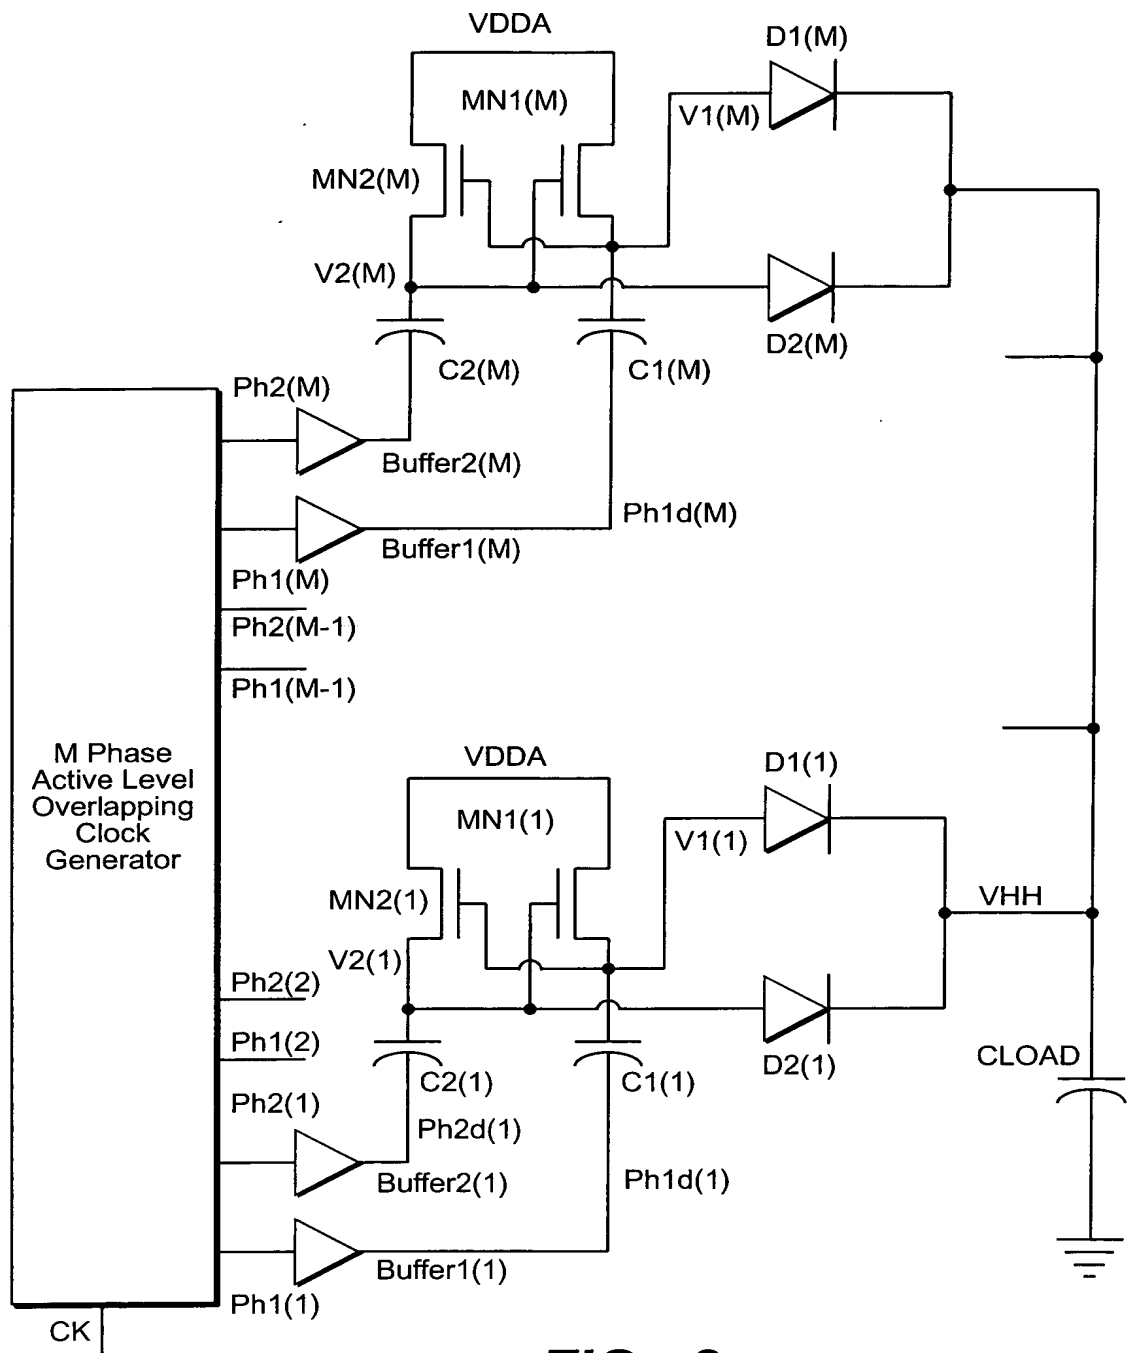 VDDA
D1(M)
MN1(M)
V1(M)
MN2(M)
V2(M)
D2(M)
C2(M)
C1(M)
Ph2(M)
Buffer2(M)
Ph1d(M)
Buffer1(M)
Ph1(M)
Ph2(M-1)
Ph1(M-1)
M Phase
Active Level
Overlapping
Clock
Generator
VDDA
D1(1)
MN1(1)
V1(1)
MN2(1)
VHH
V2(1)
Ph2(2)
Ph1(2)
D2(1)
CLOAD
C2(1)
C1(1)
Ph2(1)
Ph2d(1)
Buffer2(1)
Ph1d(1)
Buffer1(1)
Ph1(1)
CK